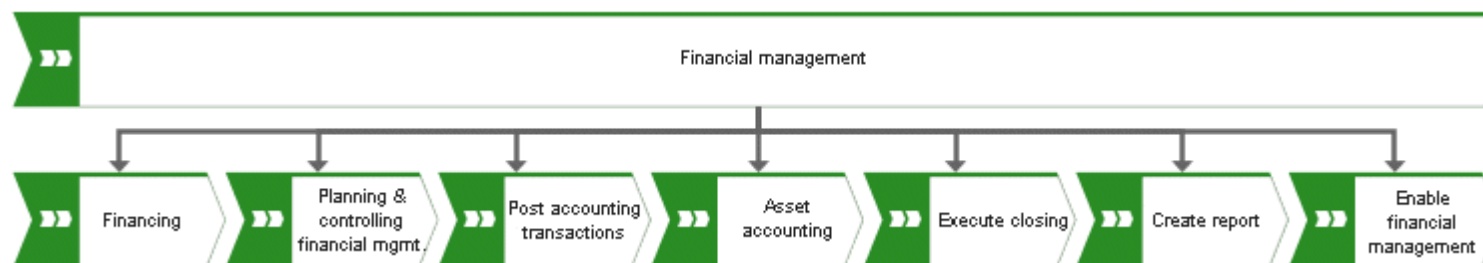 Financial management
Financing
Planning &
controlling
financial mgmt.
Post accounting
transactions
Asset
accounting
Execute closing
Create report
Enable
financial
management